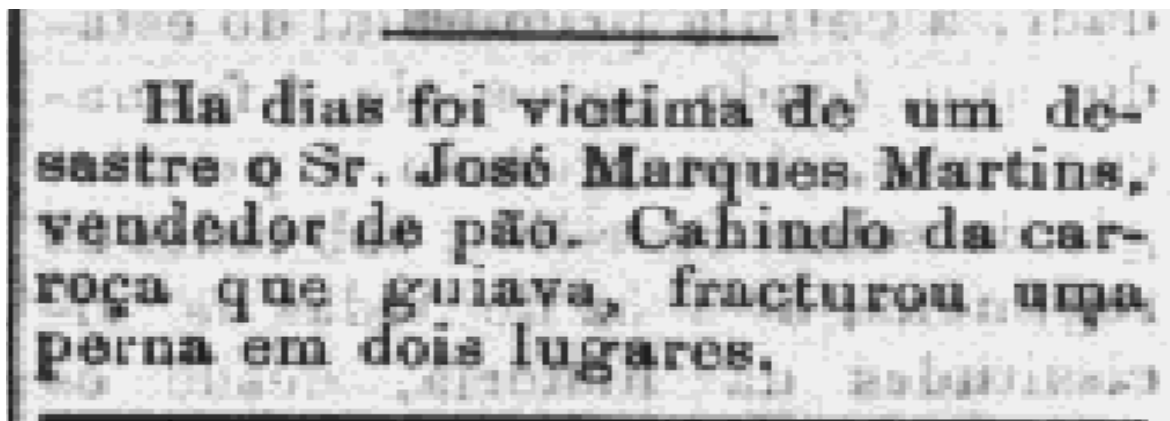 Ha dias foi victima de um de-
sastre o Sr. José Marques Martins,
vendedor de pão. Cahindo da car-
roça que guiava, fracturou uma
perna em dois lugares.